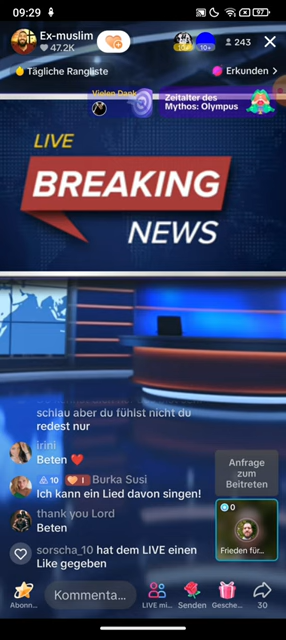 09:29
97
Ex-muslim
47.2K
10+
243
Tägliche Rangliste
Erkunden >
Vielen Dank
Zeitalter des
Mythos: Olympus
LIVE
BREAKING
NEWS
schlau aber du fühlst nicht du
redest nur
irini
Beten ❤️
10 1 Burka Susi
Ich kann ein Lied davon singen!
thank you Lord
Beten
sorscha_10 hat dem LIVE einen
Like gegeben
Anfrage
zum
Beitreten
0
Frieden für...
Abonn...
Kommenta...
LIVE mi...
Senden
Gesche...
30